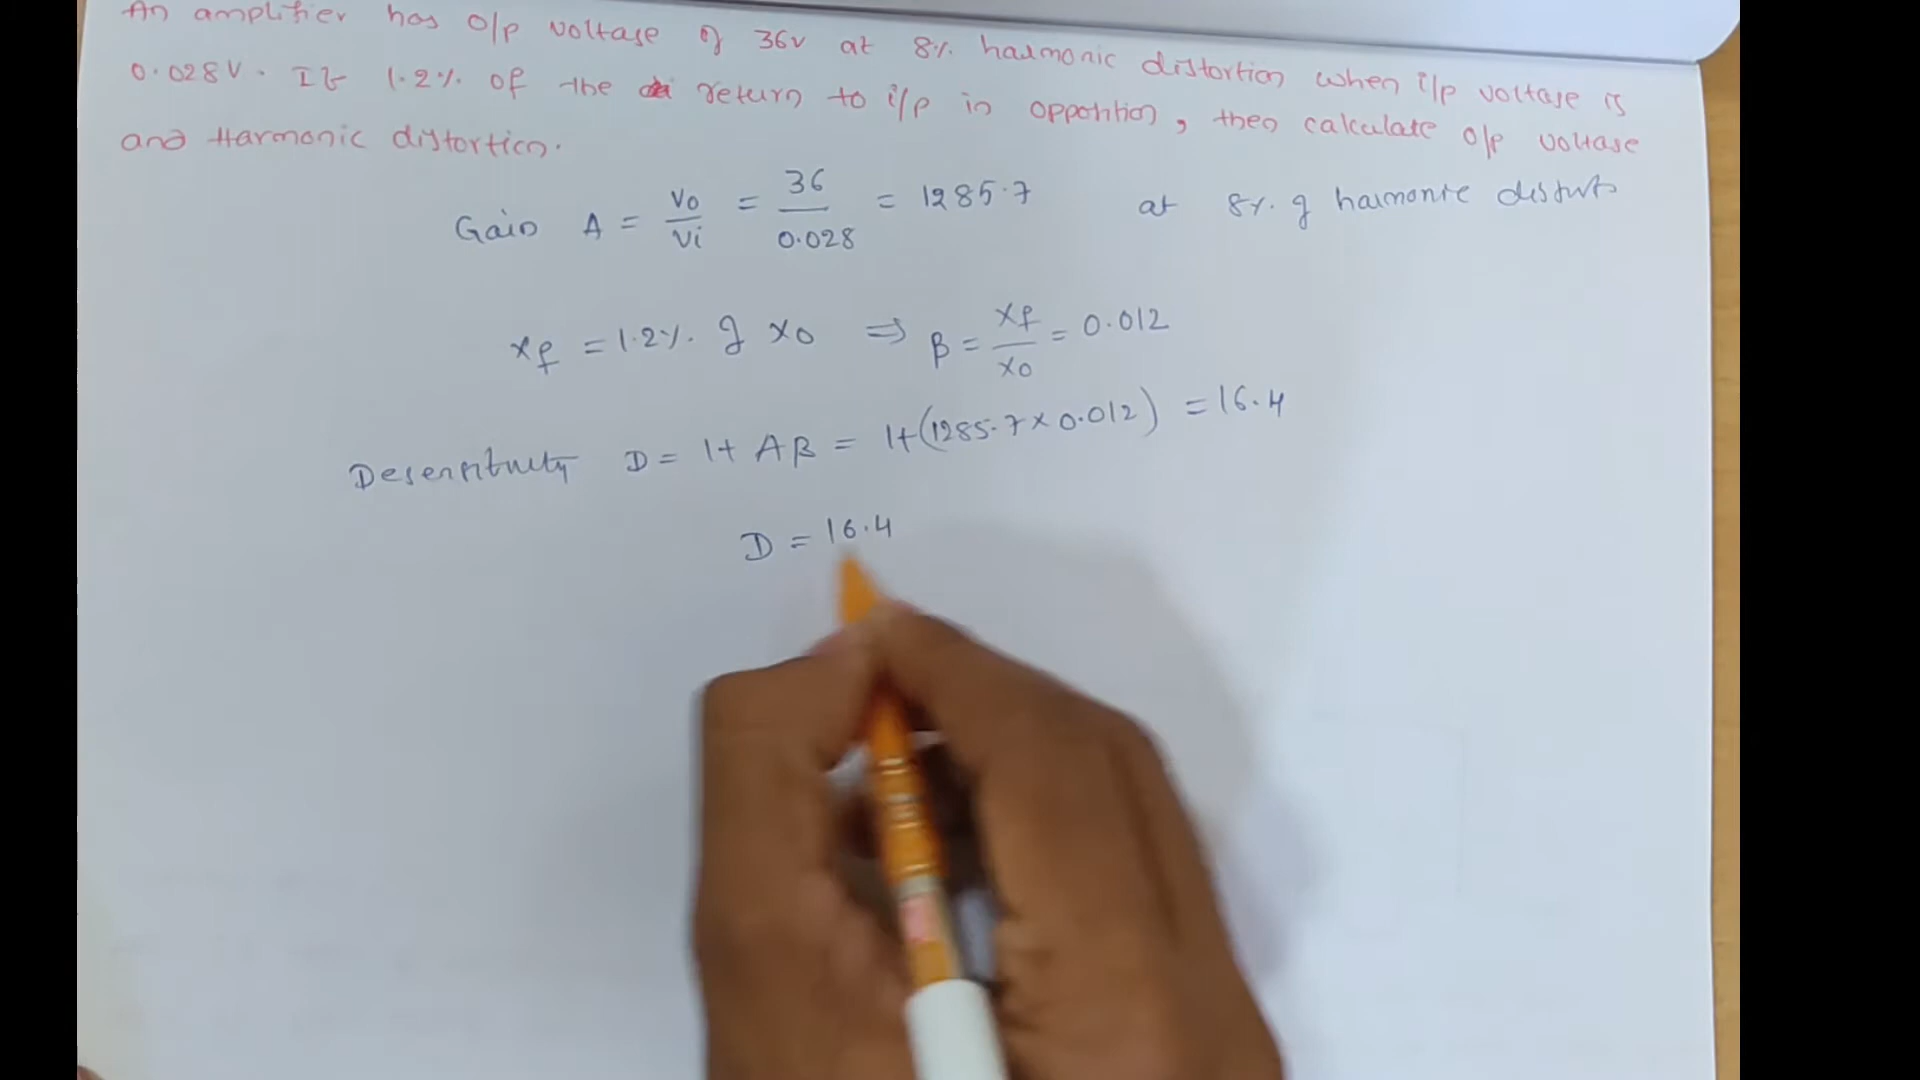 An amplifier has o/p voltage of 36v at 8% harmonic distortion when i/p voltage is
0.028V. If 1.2% of the return to i/p in opposition, then calculate o/p voltage
and Harmonic distortion.
Gain A = Vo/Vi = 36/0.028 = 1285.7 at 8% of harmonic
xf = 1.2% of xo ⇒ β = xf/xo = 0.012
Desensitivity D = 1+ Aβ = 1+(1285.7×0.012) = 16.4
D = 16.4